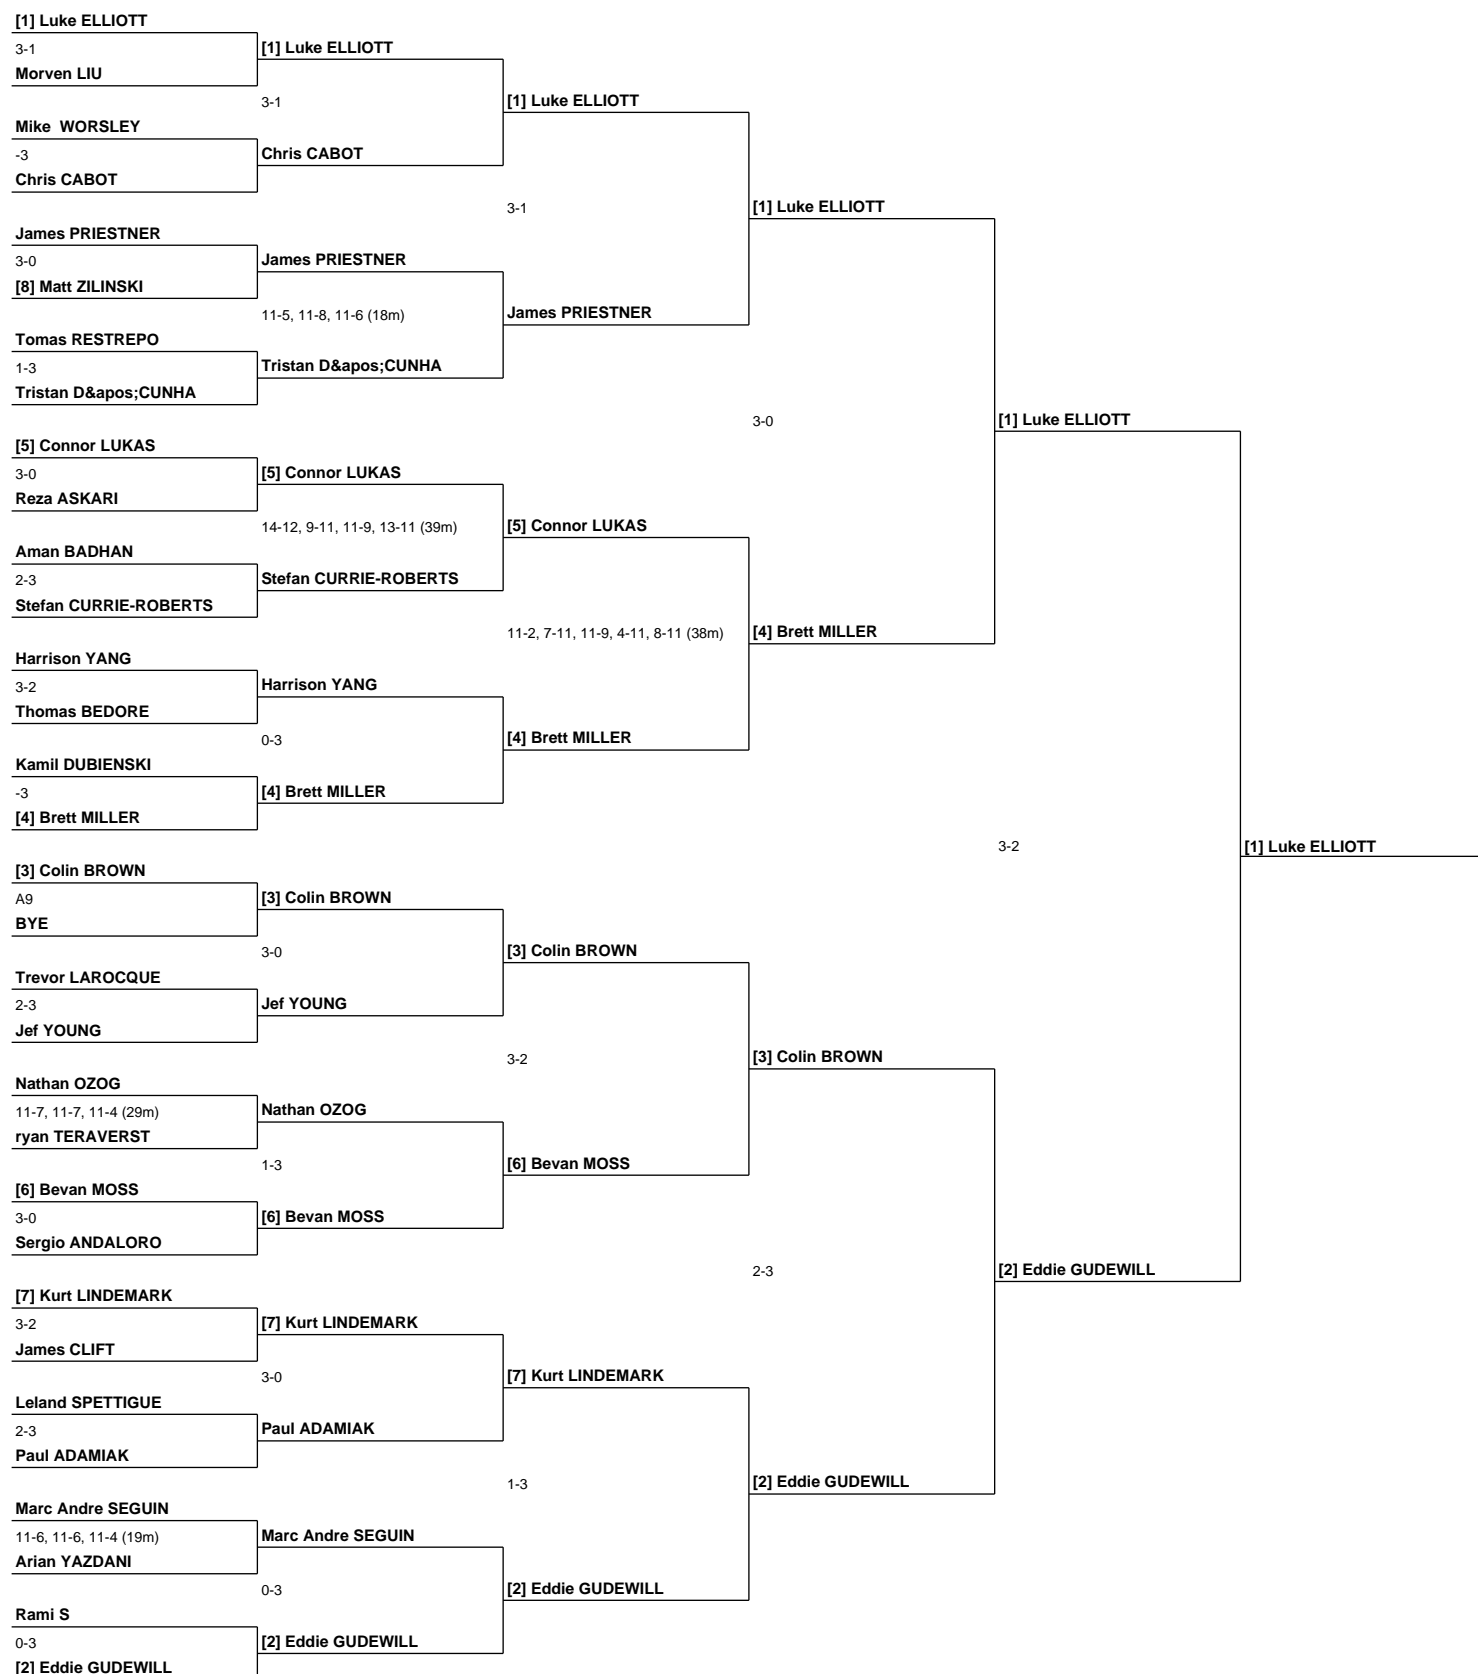 [1] Luke ELLIOTT
3-1
[1] Luke ELLIOTT
Morven LIU
3-1
[1] Luke ELLIOTT
Mike  WORSLEY
-3
Chris CABOT
Chris CABOT
3-1
[1] Luke ELLIOTT
James PRIESTNER
3-0
James PRIESTNER
[8] Matt ZILINSKI
11-5, 11-8, 11-6 (18m)
James PRIESTNER
Tomas RESTREPO
1-3
Tristan D&apos;CUNHA
Tristan D&apos;CUNHA
3-0
[1] Luke ELLIOTT
[5] Connor LUKAS
3-0
[5] Connor LUKAS
Reza ASKARI
14-12, 9-11, 11-9, 13-11 (39m)
[5] Connor LUKAS
Aman BADHAN
2-3
Stefan CURRIE-ROBERTS
Stefan CURRIE-ROBERTS
11-2, 7-11, 11-9, 4-11, 8-11 (38m)
[4] Brett MILLER
Harrison YANG
3-2
Harrison YANG
Thomas BEDORE
0-3
[4] Brett MILLER
Kamil DUBIENSKI
-3
[4] Brett MILLER
[4] Brett MILLER
3-2
[1] Luke ELLIOTT
[3] Colin BROWN
A9
[3] Colin BROWN
BYE
3-0
[3] Colin BROWN
Trevor LAROCQUE
2-3
Jef YOUNG
Jef YOUNG
3-2
[3] Colin BROWN
Nathan OZOG
11-7, 11-7, 11-4 (29m)
Nathan OZOG
ryan TERAVERST
1-3
[6] Bevan MOSS
[6] Bevan MOSS
3-0
[6] Bevan MOSS
Sergio ANDALORO
2-3
[2] Eddie GUDEWILL
[7] Kurt LINDEMARK
3-2
[7] Kurt LINDEMARK
James CLIFT
3-0
[7] Kurt LINDEMARK
Leland SPETTIGUE
2-3
Paul ADAMIAK
Paul ADAMIAK
1-3
[2] Eddie GUDEWILL
Marc Andre SEGUIN
11-6, 11-6, 11-4 (19m)
Marc Andre SEGUIN
Arian YAZDANI
0-3
[2] Eddie GUDEWILL
Rami S
0-3
[2] Eddie GUDEWILL
[2] Eddie GUDEWILL